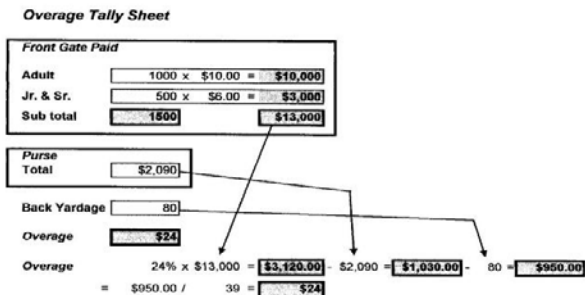 Overage Tally Sheet
Front Gate Paid
Adult 1000 x $10.00 = $10,000
Jr. & Sr. 500 x $6.00 = $3,000
Sub total 1500 $13,000
Purse
Total $2,090
Back Yardage 80
Overage $24
Overage 24% x $13,000 = $3,120.00 - $2,090 = $1,030.00 - 80 = $950.00
= $950.00 / 39 = $24